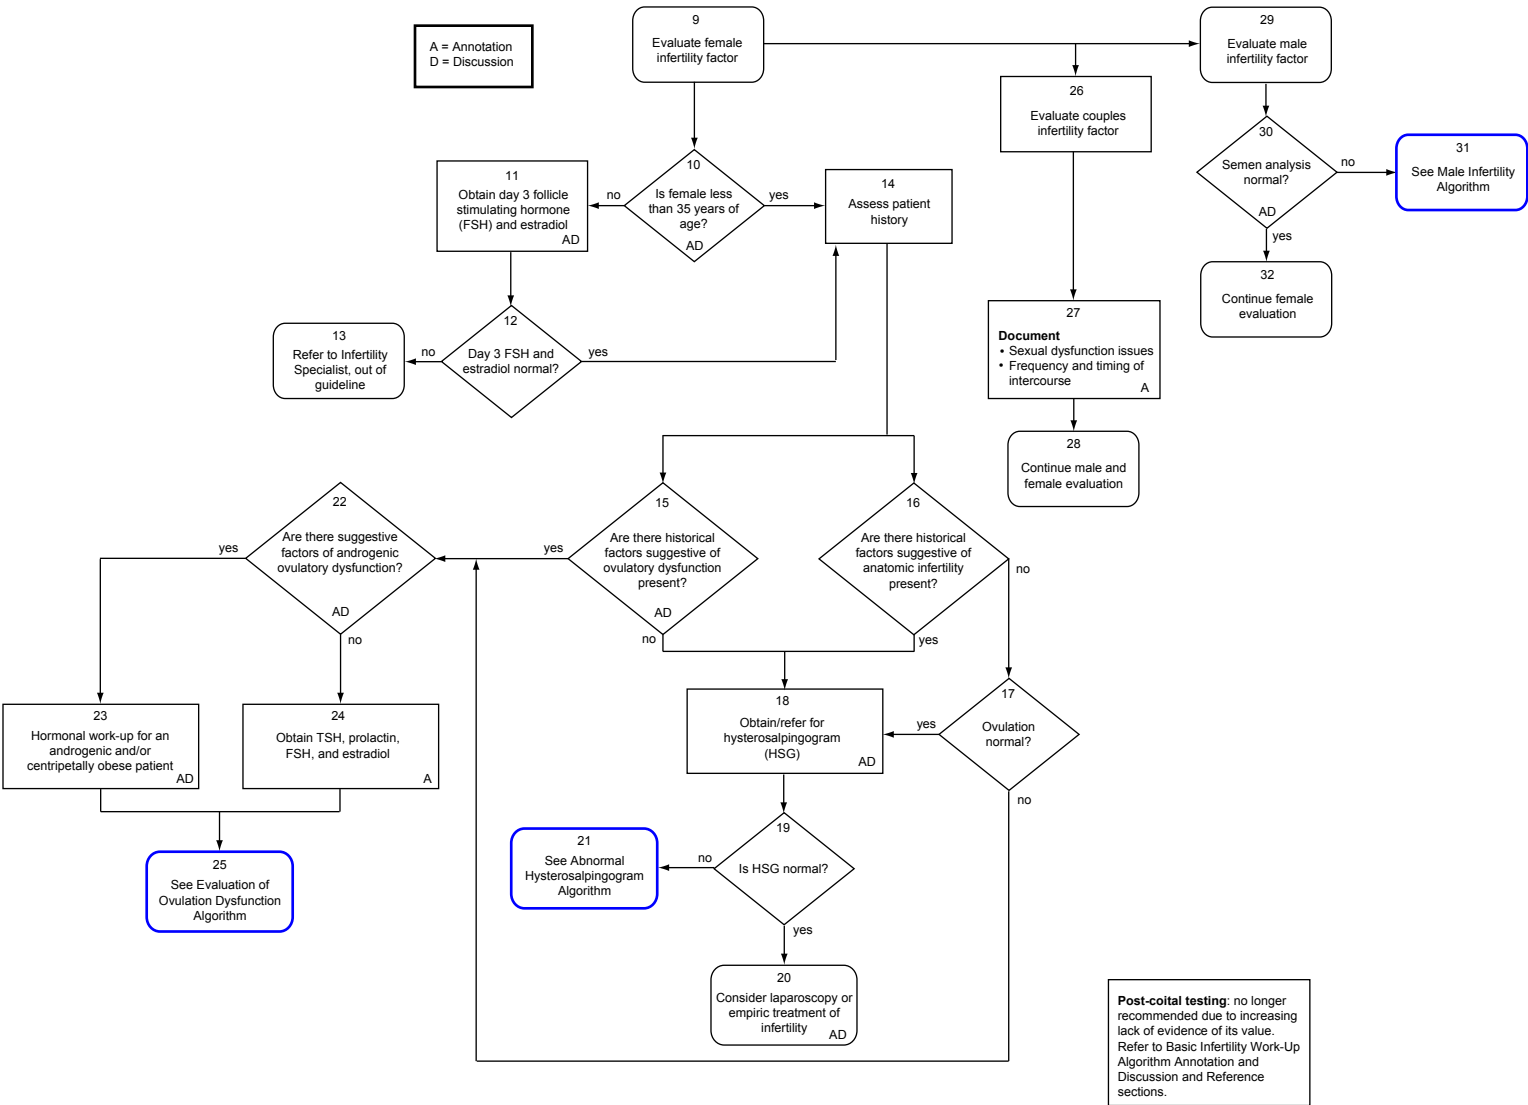 A = Annotation
D = Discussion
9
Evaluate female
infertility factor
29
Evaluate male
infertility factor
26
Evaluate couples
infertility factor
30
Semen analysis
normal?
AD
no
yes
31
See Male Infertility
Algorithm
32
Continue female
evaluation
10
Is female less
than 35 years of
age?
AD
no
yes
11
Obtain day 3 follicle
stimulating hormone
(FSH) and estradiol
AD
14
Assess patient
history
12
Day 3 FSH and
estradiol normal?
no
yes
13
Refer to Infertility
Specialist, out of
guideline
27
Document
• Sexual dysfunction issues
• Frequency and timing of
intercourse
A
28
Continue male and
female evaluation
22
Are there suggestive
factors of androgenic
ovulatory dysfunction?
AD
yes
no
15
Are there historical
factors suggestive of
ovulatory dysfunction
present?
AD
yes
no
16
Are there historical
factors suggestive of
anatomic infertility
present?
no
yes
23
Hormonal work-up for an
androgenic and/or
centripetally obese patient
AD
24
Obtain TSH, prolactin,
FSH, and estradiol
A
18
Obtain/refer for
hysterosalpingogram
(HSG)
AD
17
Ovulation
normal?
yes
no
25
See Evaluation of
Ovulation Dysfunction
Algorithm
21
See Abnormal
Hysterosalpingogram
Algorithm
19
Is HSG normal?
no
yes
20
Consider laparoscopy or
empiric treatment of
infertility
AD
Post-coital testing: no longer
recommended due to increasing
lack of evidence of its value.
Refer to Basic Infertility Work-Up
Algorithm Annotation and
Discussion and Reference
sections.